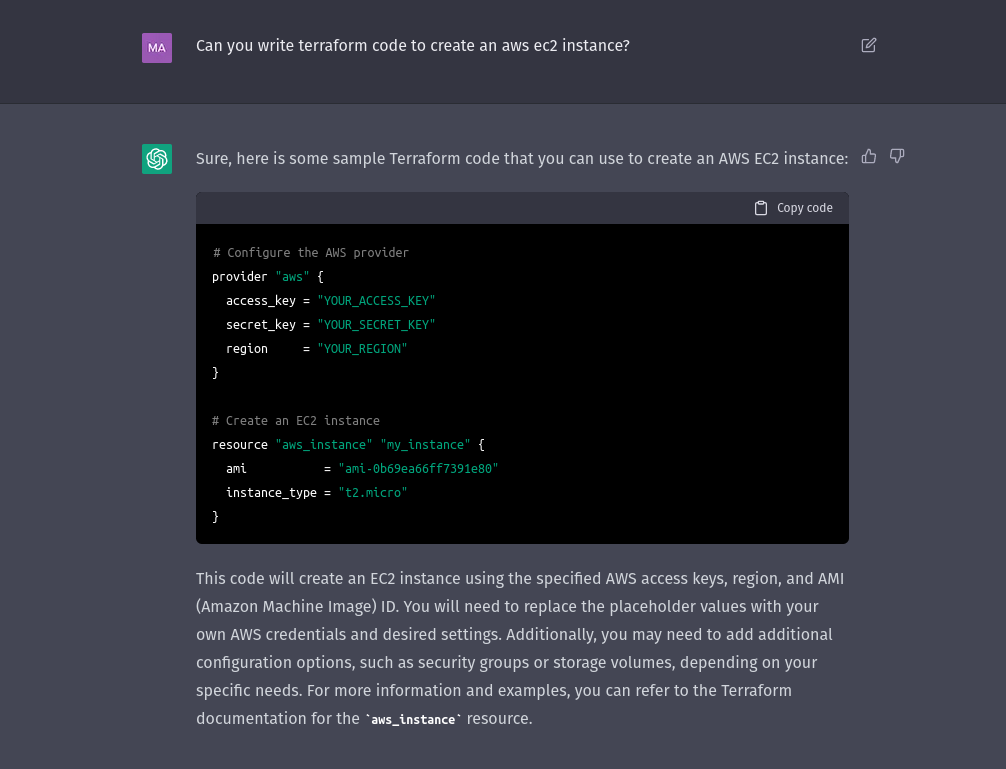 MA
Can you write terraform code to create an aws ec2 instance?
Sure, here is some sample Terraform code that you can use to create an AWS EC2 instance:
Copy code
# Configure the AWS provider
provider "aws" {
  access_key = "YOUR_ACCESS_KEY"
  secret_key = "YOUR_SECRET_KEY"
  region     = "YOUR_REGION"
}
# Create an EC2 instance
resource "aws_instance" "my_instance" {
  ami           = "ami-0b69ea66ff7391e80"
  instance_type = "t2.micro"
}
This code will create an EC2 instance using the specified AWS access keys, region, and AMI
(Amazon Machine Image) ID. You will need to replace the placeholder values with your
own AWS credentials and desired settings. Additionally, you may need to add additional
configuration options, such as security groups or storage volumes, depending on your
specific needs. For more information and examples, you can refer to the Terraform
documentation for the `aws_instance` resource.